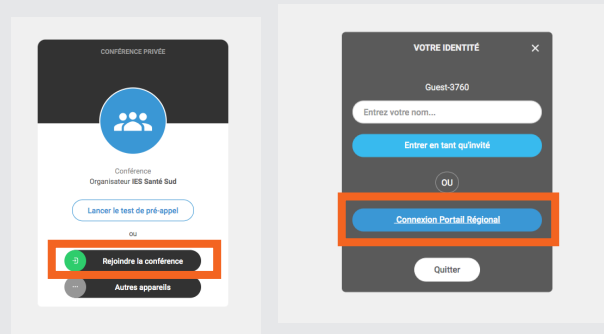 CONFÉRENCE PRIVÉE
Conférence
Organisateur IES Santé Sud
Lancer le test de pré-appel
ou
Rejoindre la conférence
Autres appareils
VOTRE IDENTITÉ
Guest-3760
Entrez votre nom...
Entrer en tant qu'invité
OU
Connexion Portail Régional
Quitter